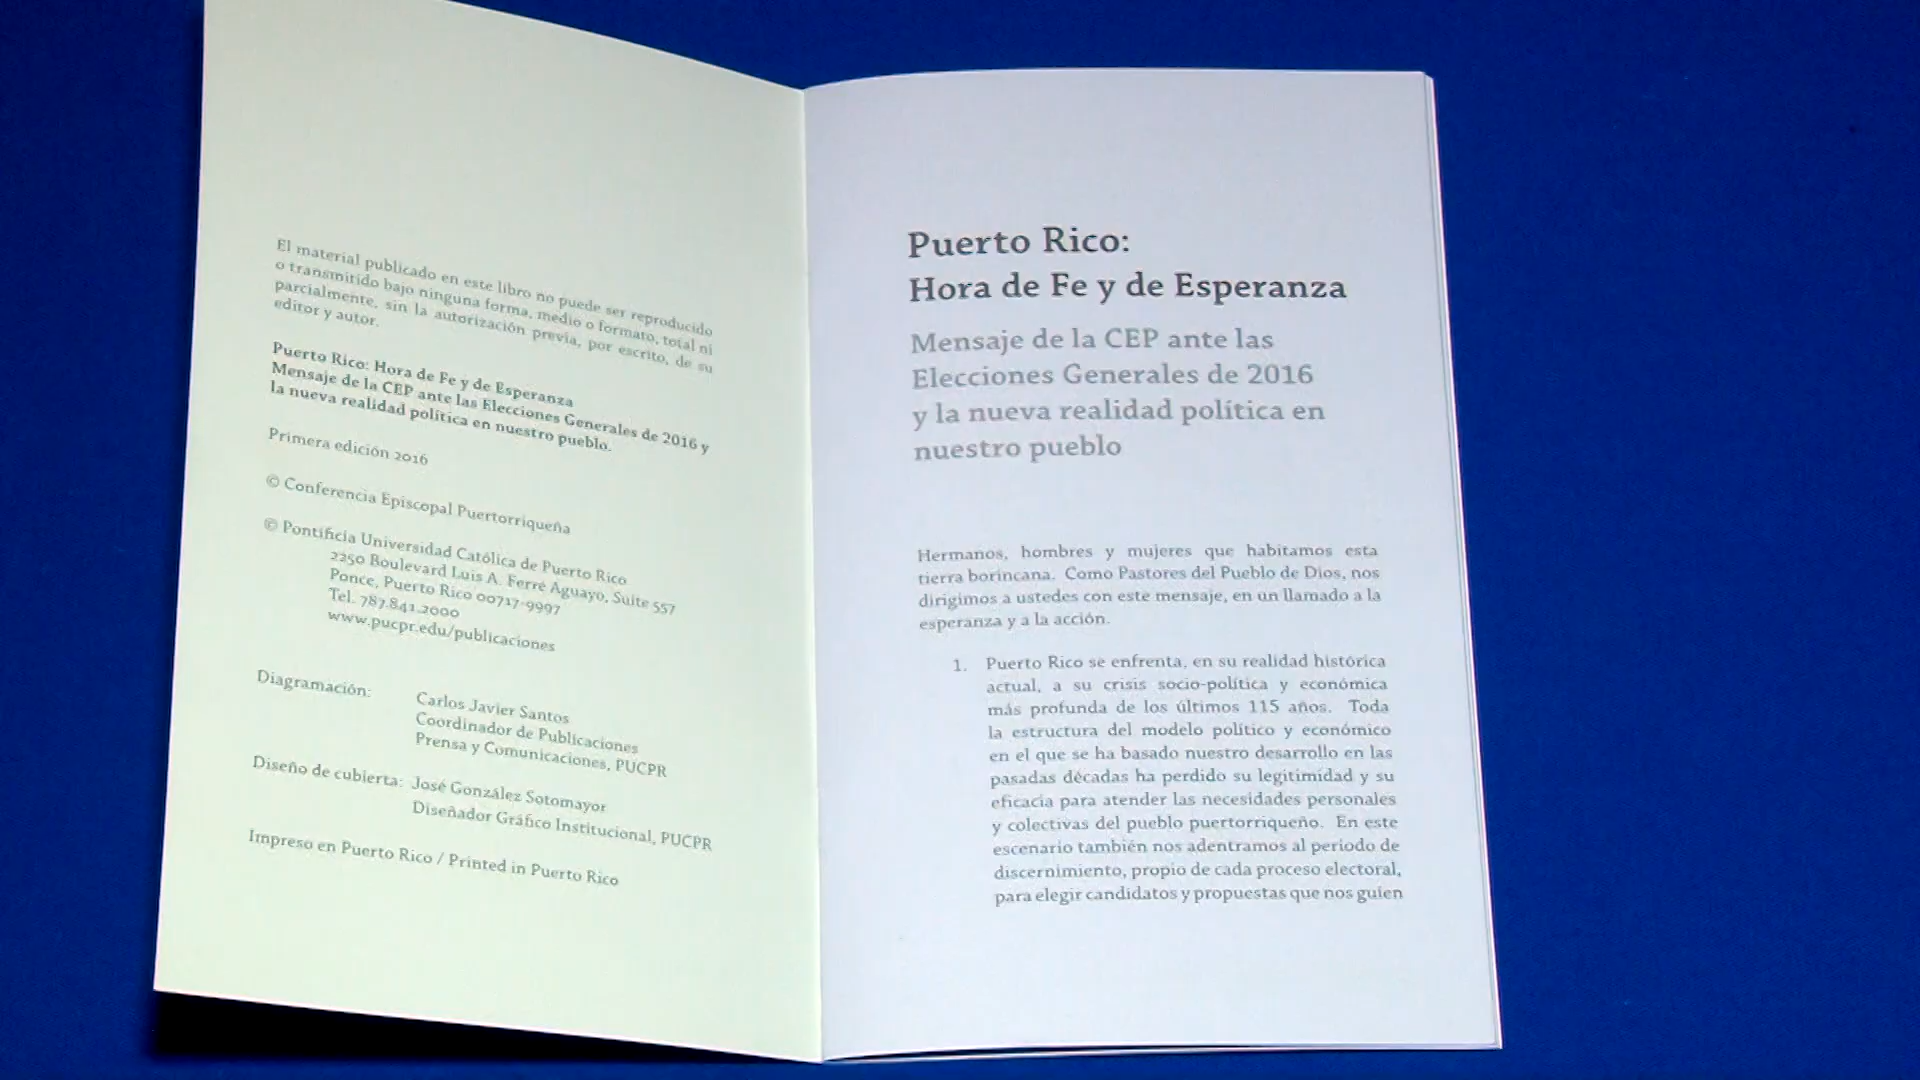 El material publicado en este libro no puede ser reproducido
o transmitido bajo ninguna forma, medio o formato, total ni
parcialmente, sin la autorización previa, por escrito, de su
editor y autor.
Puerto Rico: Hora de Fe y de Esperanza
Mensaje de la CEP ante las Elecciones Generales de 2016 y
la nueva realidad política en nuestro pueblo.
Primera edición 2016
© Conferencia Episcopal Puertorriqueña
© Pontificia Universidad Católica de Puerto Rico
2250 Boulevard Luis A. Ferré Aguayo, Suite 557
Ponce, Puerto Rico 00717-9997
Tel. 787.841.2000
www.pucpr.edu/publicaciones
Diagramación: Carlos Javier Santos
Coordinador de Publicaciones
Prensa y Comunicaciones, PUCPR
Diseño de cubierta: José González Sotomayor
Diseñador Gráfico Institucional, PUCPR
Impreso en Puerto Rico / Printed in Puerto Rico
Puerto Rico:
Hora de Fe y de Esperanza
Mensaje de la CEP ante las
Elecciones Generales de 2016
y la nueva realidad política en
nuestro pueblo
Hermanos, hombres y mujeres que habitamos esta
tierra borincana. Como Pastores del Pueblo de Dios, nos
dirigimos a ustedes con este mensaje, en un llamado a la
esperanza y a la acción.
1. Puerto Rico se enfrenta, en su realidad histórica
actual, a su crisis socio-política y económica
más profunda de los últimos 115 años. Toda
la estructura del modelo político y económico
en el que se ha basado nuestro desarrollo en las
pasadas décadas ha perdido su legitimidad y su
eficacia para atender las necesidades personales
y colectivas del pueblo puertorriqueño. En este
escenario también nos adentramos al periodo de
discernimiento, propio de cada proceso electoral,
para elegir candidatos y propuestas que nos guíen